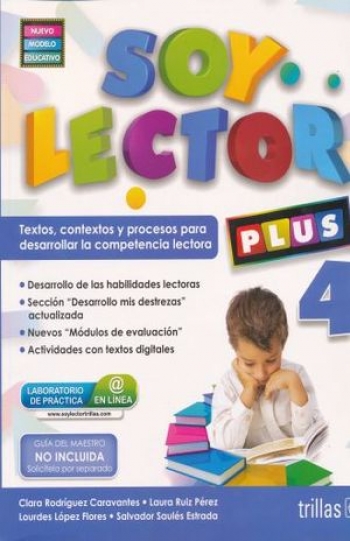 NUEVO
MODELO
EDUCATIVO
SOY
LECTOR
PLUS
4
Textos, contextos y procesos para
desarrollar la competencia lectora
• Desarrollo de las habilidades lectoras
• Sección "Desarrollo mis destrezas"
actualizada
• Nuevos "Módulos de evaluación"
• Actividades con textos digitales
LABORATORIO
DE PRÁCTICA
@
EN LÍNEA
www.soylectortrillas.com
GUÍA DEL MAESTRO
NO INCLUIDA
Solicítela por separado
Clara Rodríguez Caravantes • Laura Ruiz Pérez
Lourdes López Flores • Salvador Saulés Estrada
trillas